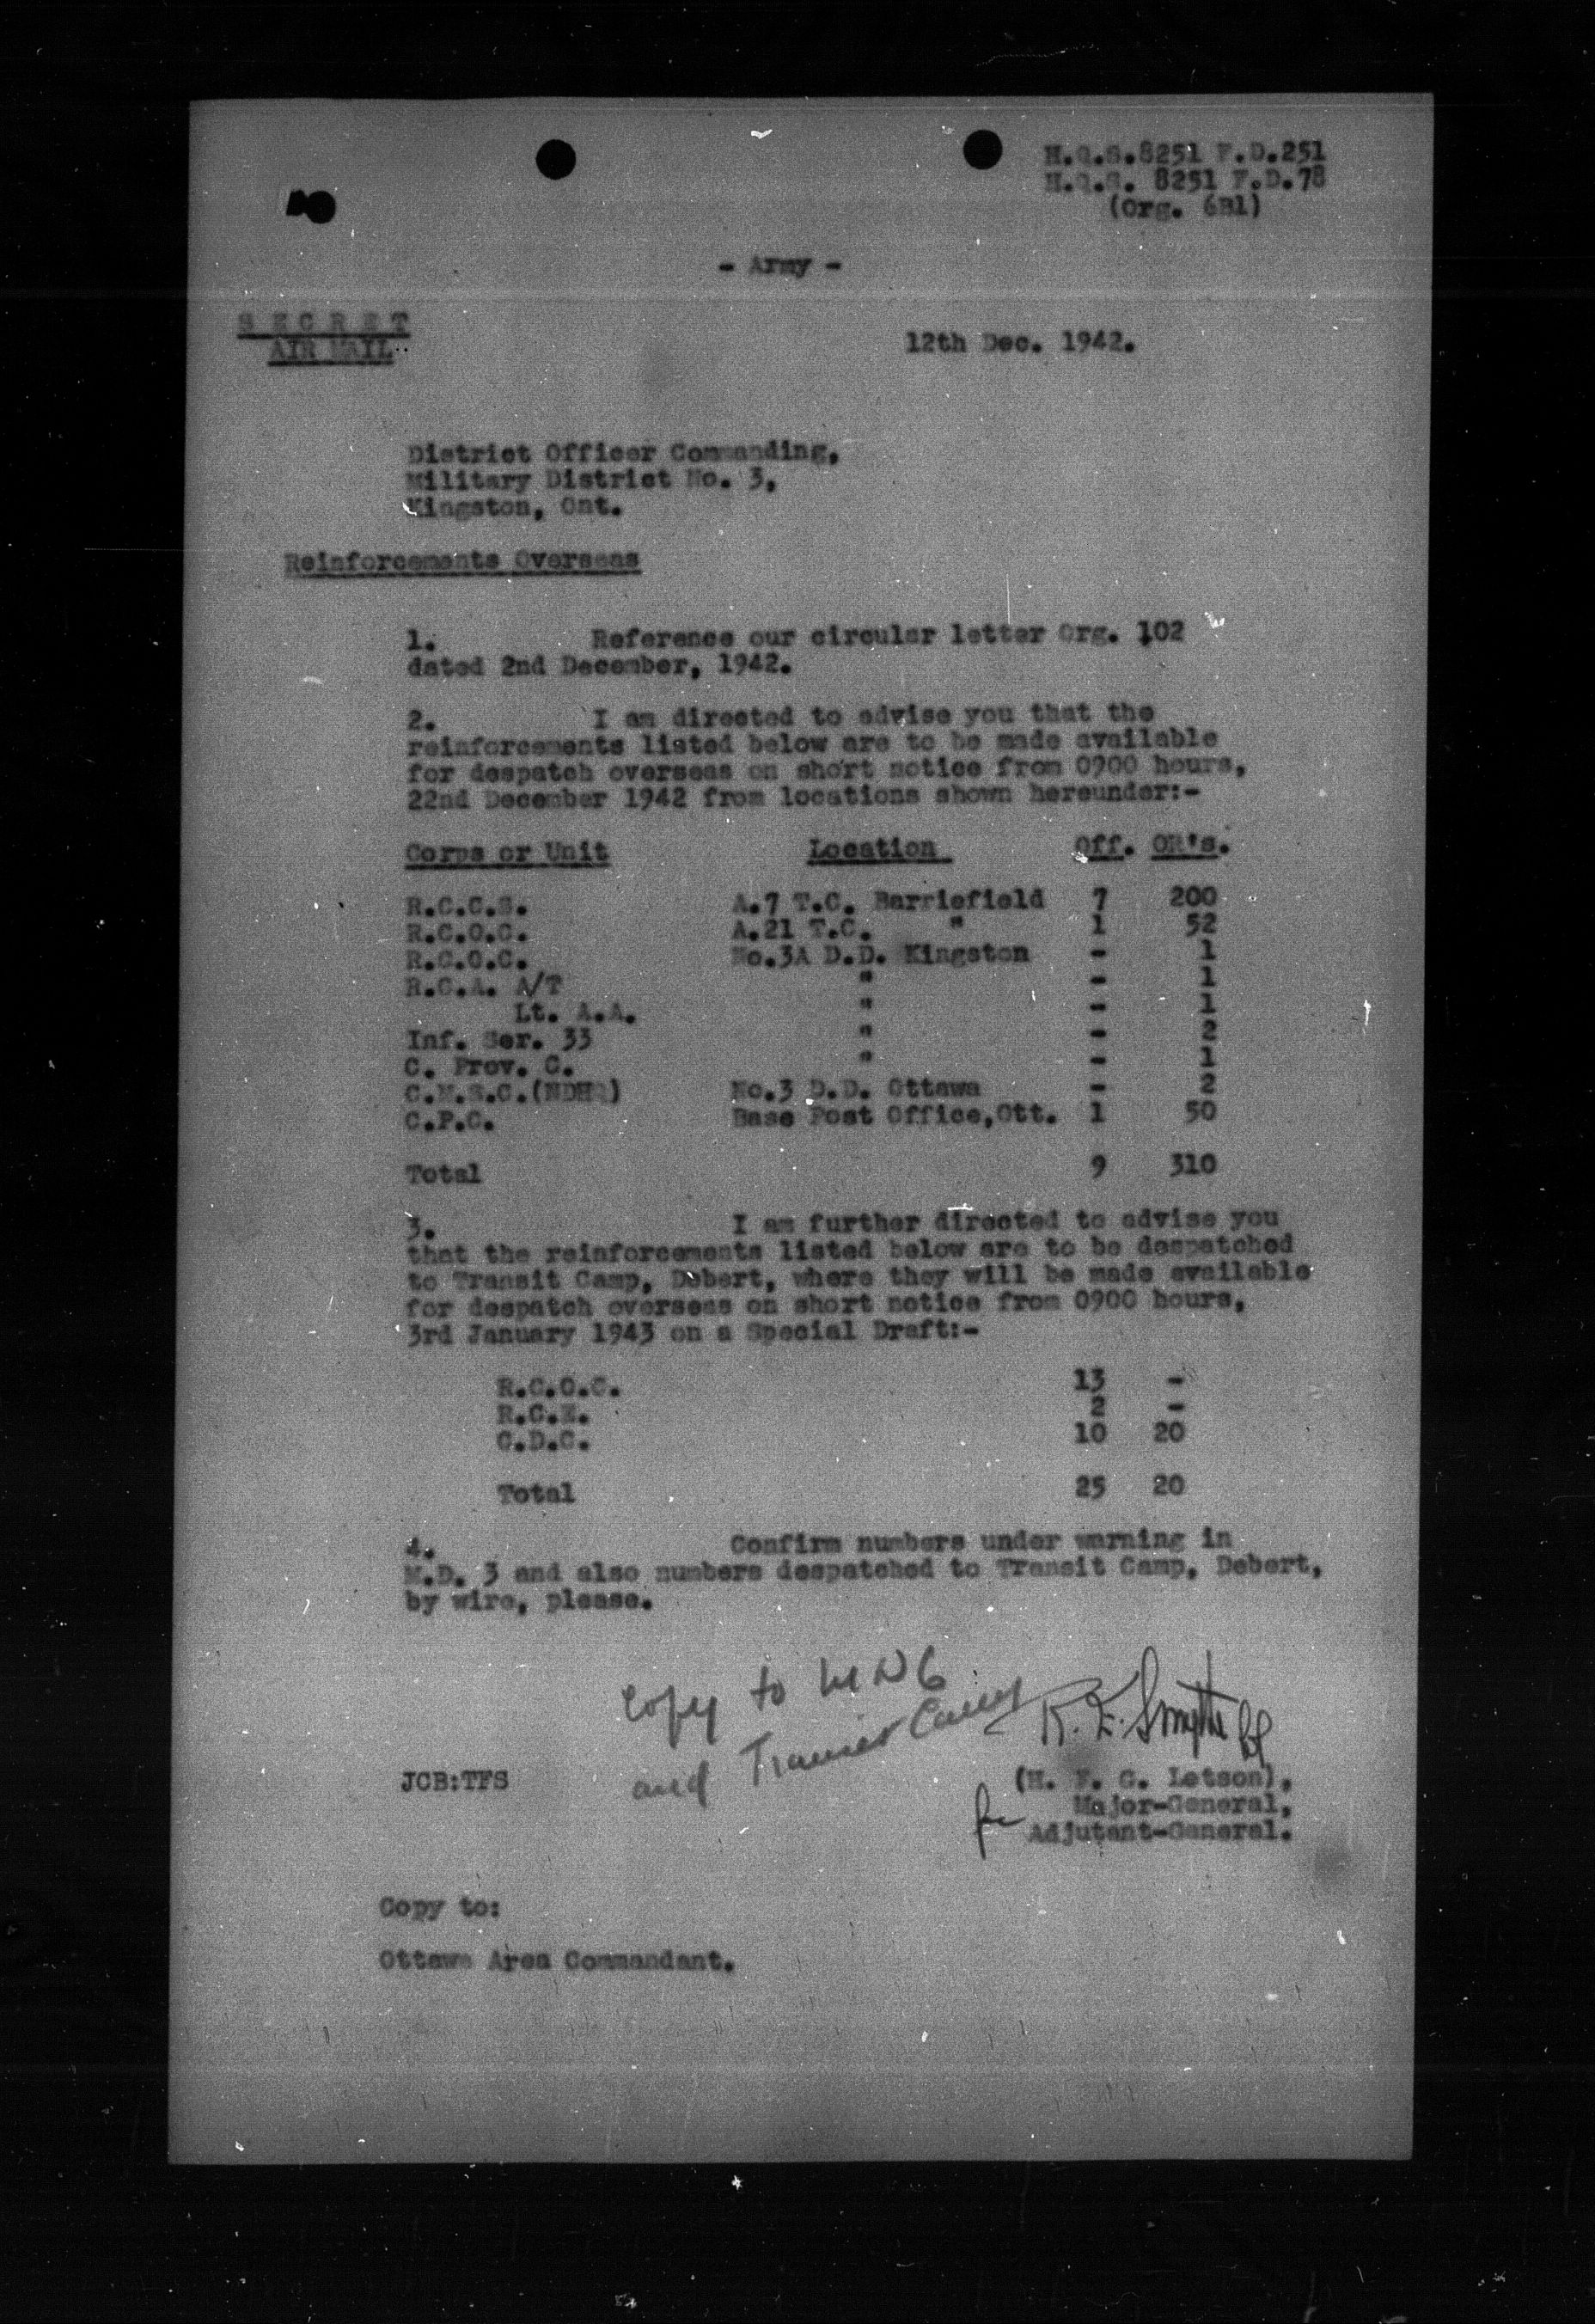 H.Q.S.8251 F.D.251
H.Q.S. 8251 F.D.78
(Org. 6B1)
- Army -
S E C R E T
AIR MAIL
12th Dec. 1942.
District Officer Commanding,
Military District No. 3,
Kingston, Ont.
Reinforcements Overseas
1. Reference our circular letter Org. 102
dated 2nd December, 1942.
2. I am directed to advise you that the
reinforcements listed below are to be made available
for despatch overseas on short notice from 0900 hours,
22nd December 1942 from locations shown hereunder:-
Corps or Unit Location Off. OR's.
R.C.C.S. A.7 T.C. Barriefield 7 200
R.C.O.C. A.21 T.C. " 1 52
R.C.O.C. No.3A D.D. Kingston - 1
R.C.A. A/T " - 1
Lt. A.A. " - 1
Inf. Ser. 33 " - 2
C. Prov. C. " - 1
C.M.S.C.(NDHQ) No.3 D.D. Ottawa - 2
C.P.C. Base Post Office,Ott. 1 50
Total 9 310
3. I am further directed to advise you
that the reinforcements listed below are to be despatched
to Transit Camp, Debert, where they will be made available
for despatch overseas on short notice from 0900 hours,
3rd January 1943 on a Special Draft:-
R.C.O.C. 13 -
R.C.E. 2 -
C.D.C. 10 20
Total 25 20
4. Confirm numbers under warning in
M.D. 3 and also numbers despatched to Transit Camp, Debert,
by wire, please.
Copy to MD6
and Transit Camp
R. E. Smythe
JCB:TFS
(H. F. G. Letson),
Major-General,
for Adjutant-General.
Copy to:
Ottawa Area Commandant.